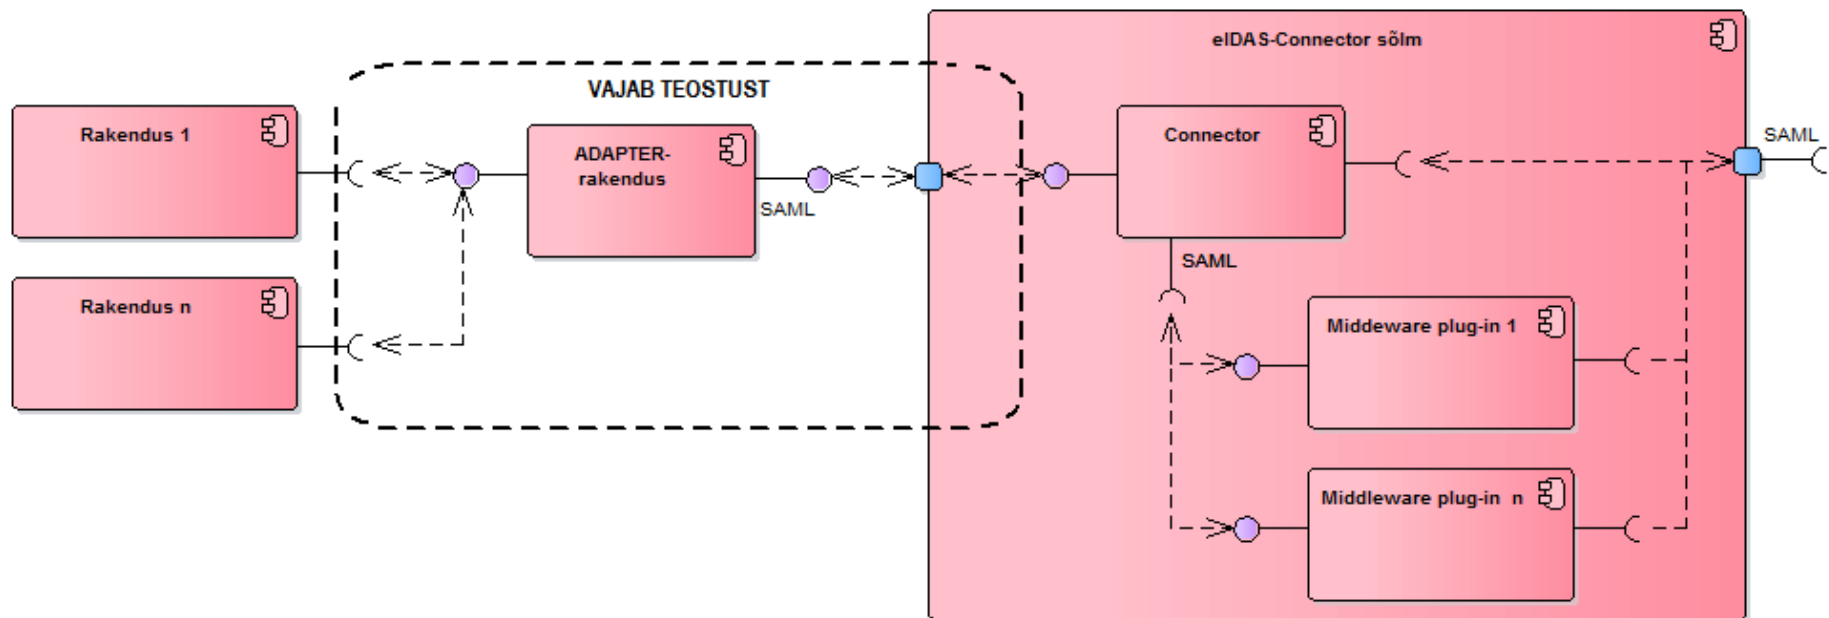 eIDAS-Connector sõlm
VAJAB TEOSTUST
Rakendus 1
ADAPTER-
rakendus
SAML
Connector
SAML
SAML
Rakendus n
Middeware plug-in 1
Middleware plug-in n